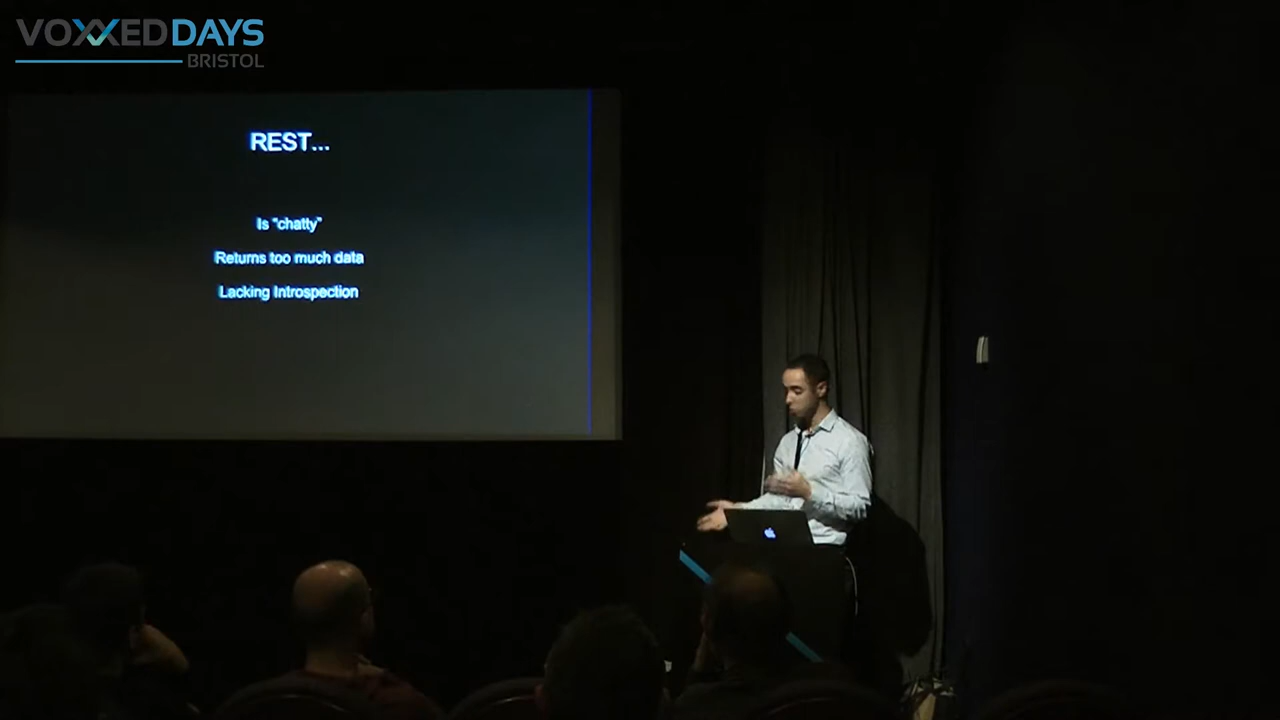 VOXXEDDAYS
BRISTOL
REST...
Is “chatty”
Returns too much data
Lacking Introspection